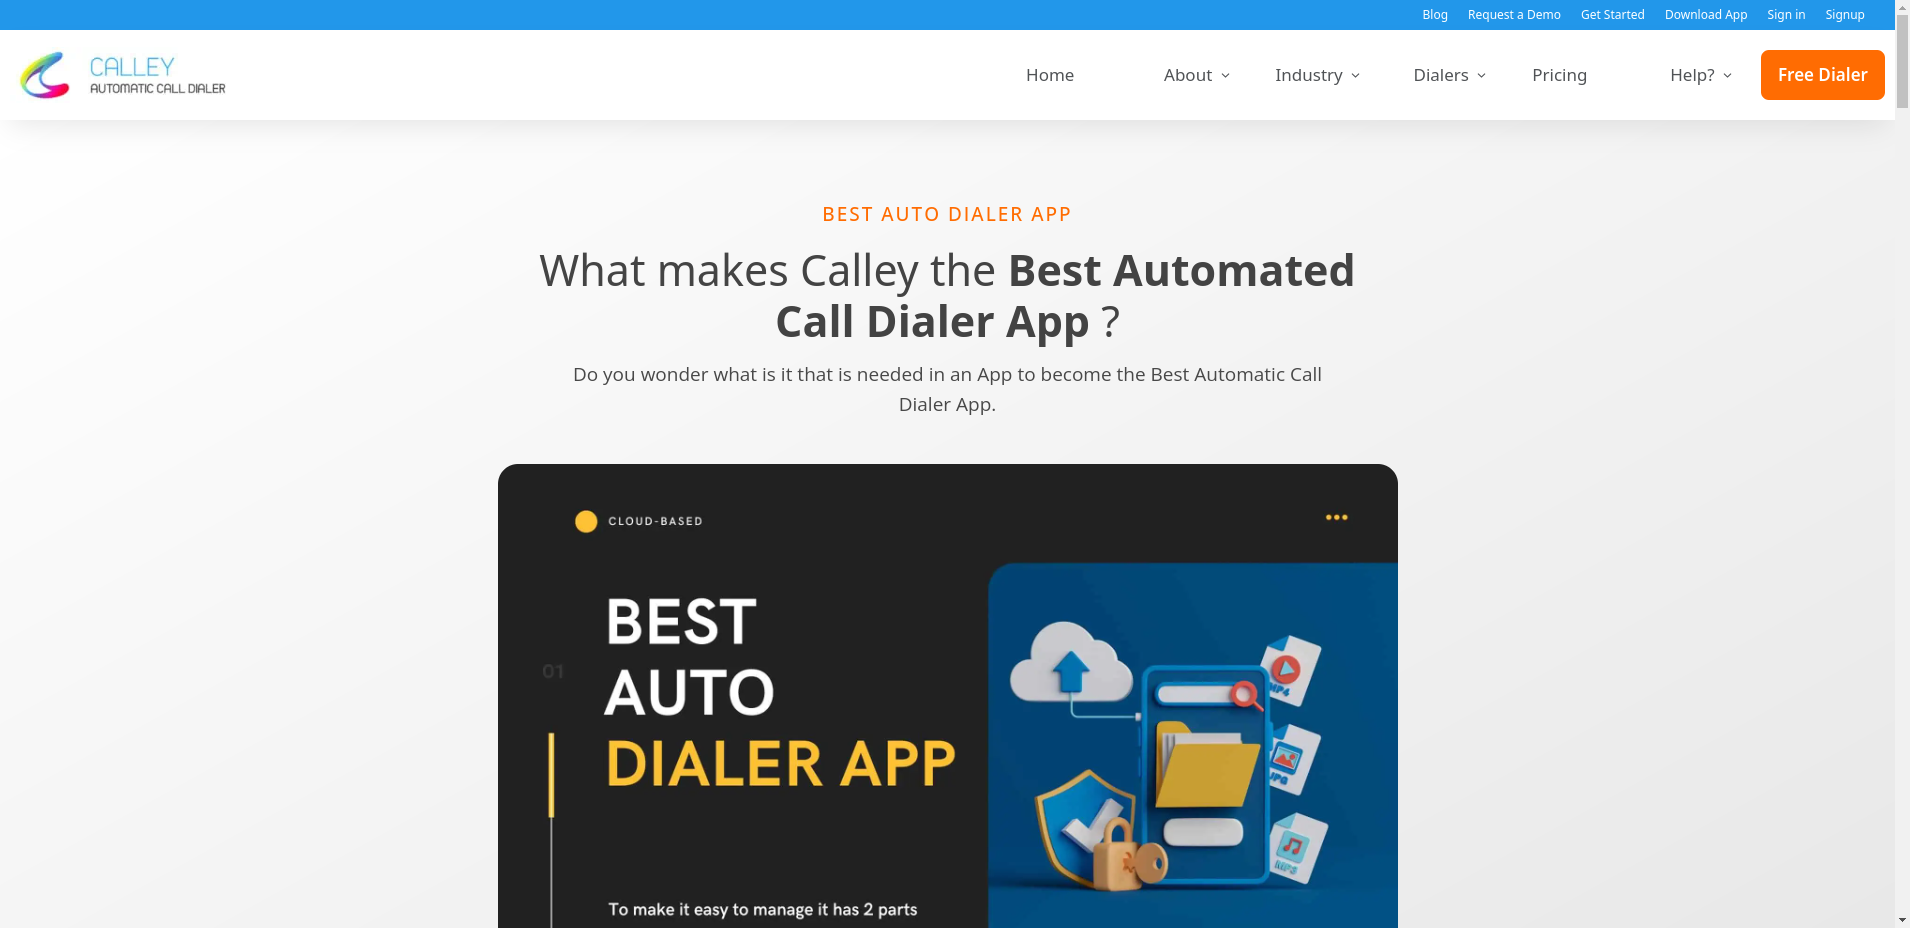 Blog Request a Demo Get Started Download App Sign in Signup
CALLEY
AUTOMATIC CALL DIALER
Home About Industry Dialers Pricing Help? Free Dialer
BEST AUTO DIALER APP
What makes Calley the Best Automated
Call Dialer App ?
Do you wonder what is it that is needed in an App to become the Best Automatic Call
Dialer App.
CLOUD-BASED
BEST
AUTO
DIALER APP
01
To make it easy to manage it has 2 parts
MP4
JPG
MP3